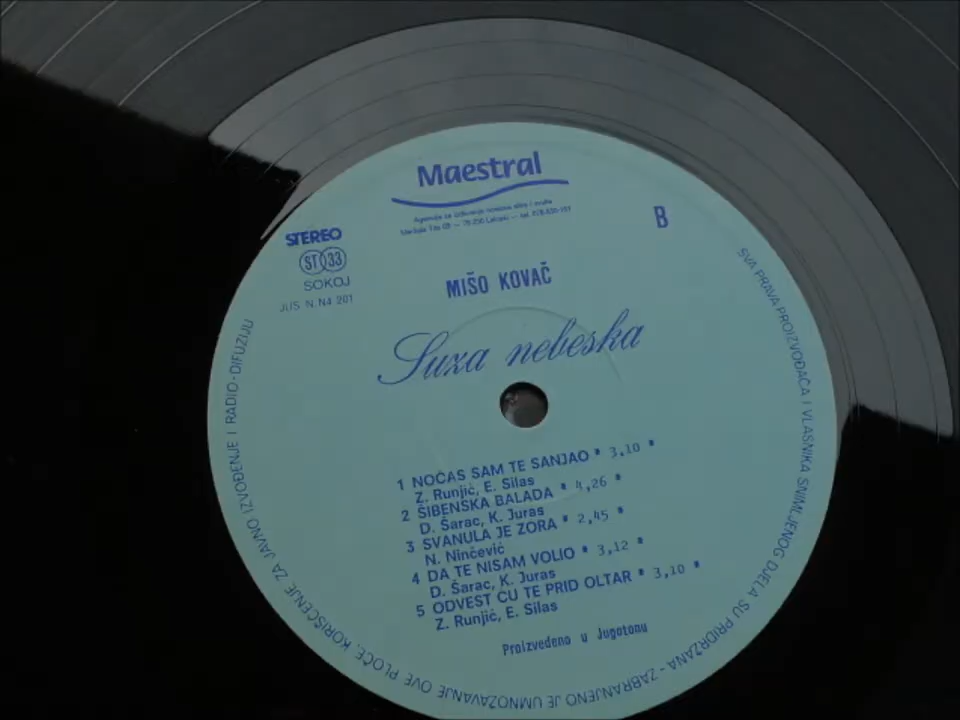 Maestral
STEREO
ST 33
SOKOJ
JUS N.N4 201
B
MIŠO KOVAČ
Suza nebeska
1 NOĆAS SAM TE SANJAO * 3,10 *
Z. Runjić, E. Silas
2 ŠIBENSKA BALADA * 4,26 *
D. Šarac, K. Juras
3 SVANULA JE ZORA * 2,45 *
N. Ninčević
4 DA TE NISAM VOLIO * 3,12 *
D. Šarac, K. Juras
5 ODVEST ĆU TE PRID OLTAR * 3,10 *
Z. Runjić, E. Silas
Proizvedeno u Jugotonu
SVA PRAVA PROIZVOĐAČA I VLASNIKA SNIMLJENOG DJELA SU PRIDRŽANA - ZABRANJENO JE UMNOŽAVANJE OVE PLOČE, KORIŠĆENJE ZA JAVNO IZVOĐENJE I RADIO-DIFUZIJU